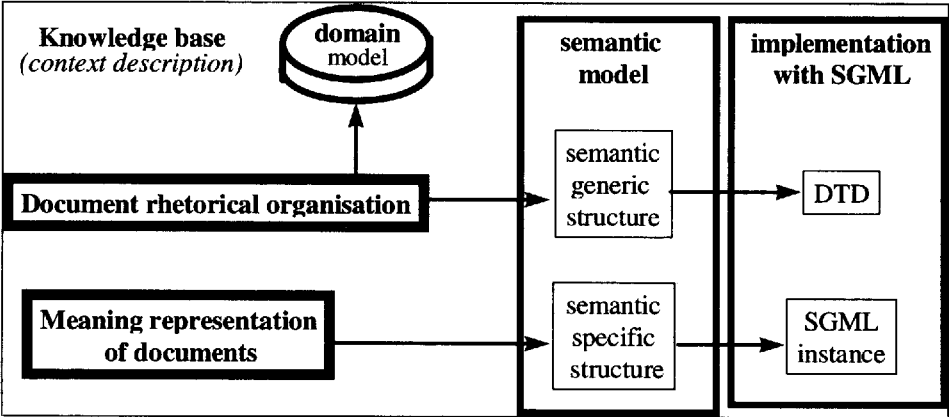 Knowledge base
(context description)
domain
model
semantic
model
implementation
with SGML
semantic
generic
structure
DTD
Document rhetorical organisation
Meaning representation
of documents
semantic
specific
structure
SGML
instance